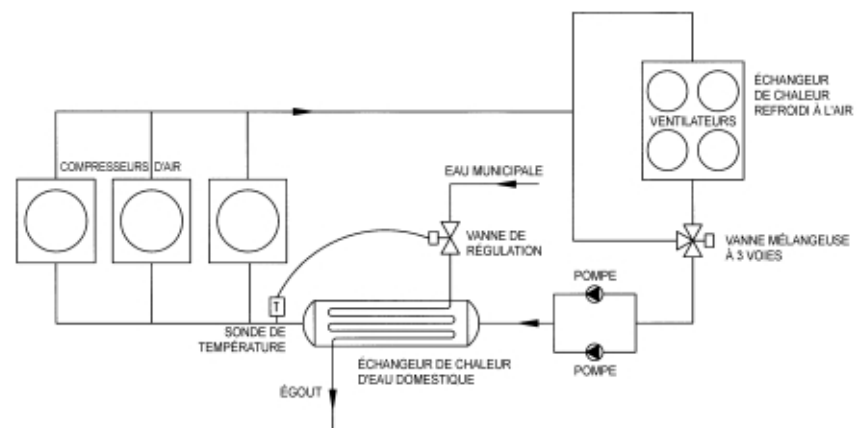 ÉCHANGEUR
DE CHALEUR
REFROIDI À L'AIR
VENTILATEURS
COMPRESSEURS D'AIR
EAU MUNICIPALE
VANNE DE
RÉGULATION
VANNE MÉLANGEUSE
À 3 VOIES
POMPE
T
SONDE DE
TEMPÉRATURE
ÉCHANGEUR DE CHALEUR
D'EAU DOMESTIQUE
POMPE
ÉGOUT